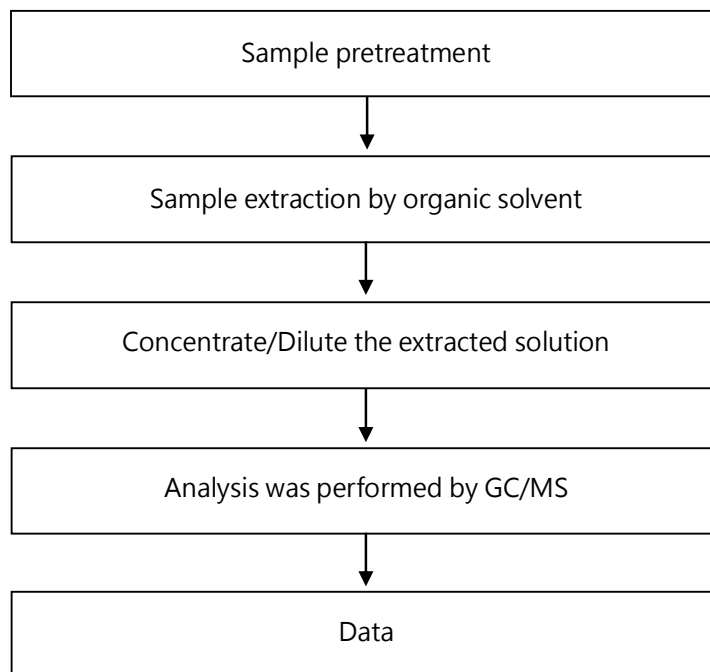 Sample pretreatment
Sample extraction by organic solvent
Concentrate/Dilute the extracted solution
Analysis was performed by GC/MS
Data